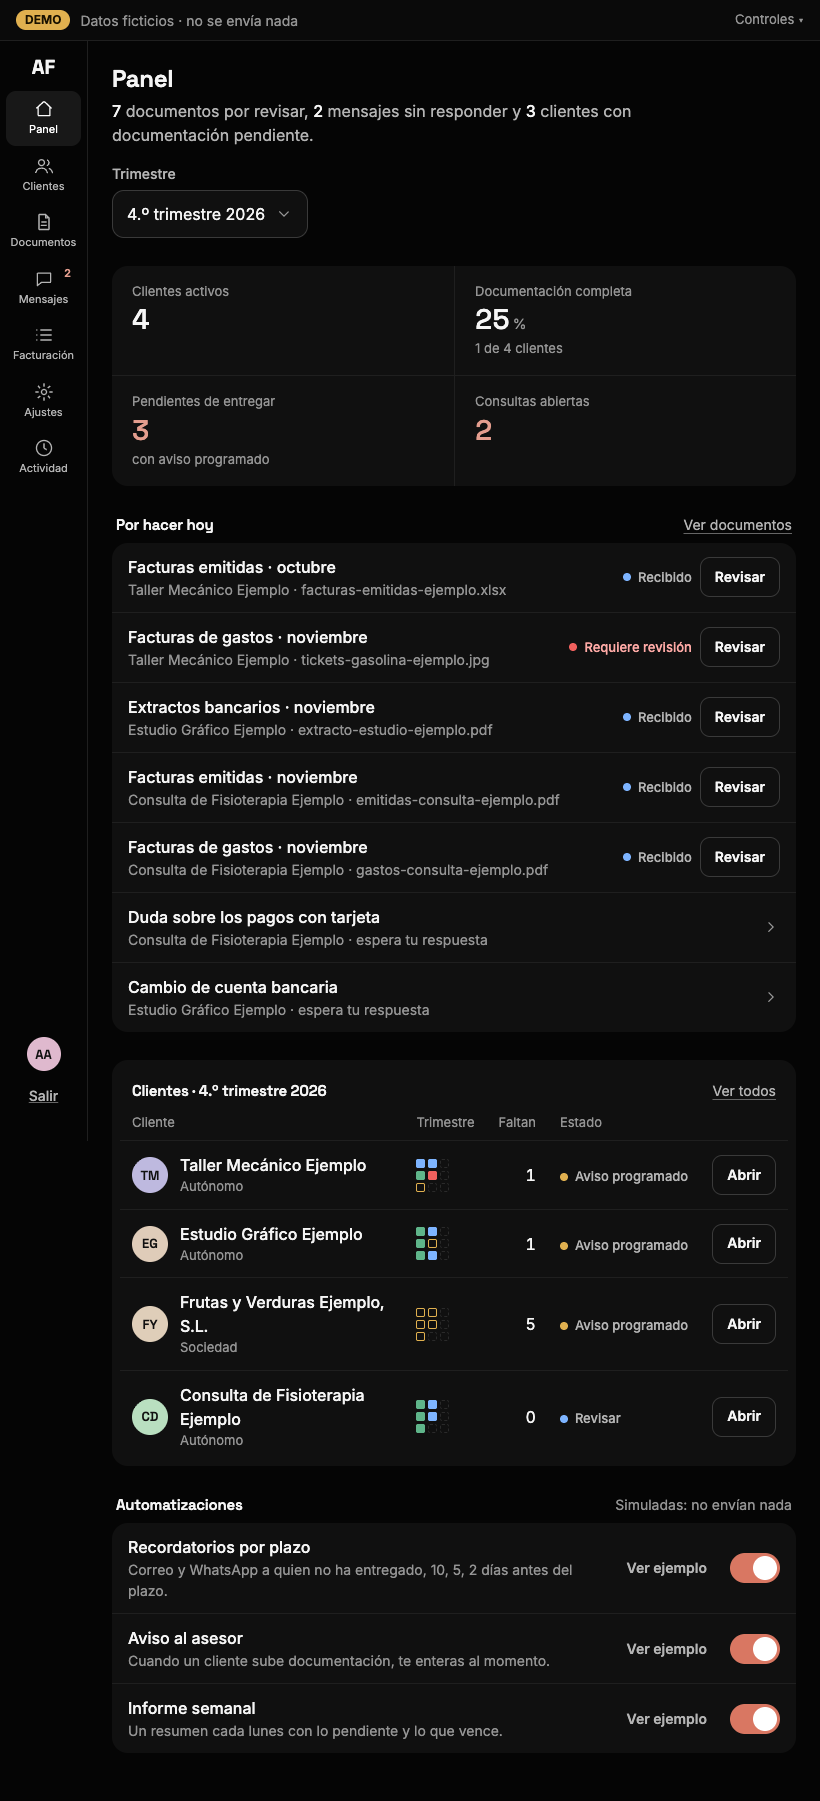 DEMO Datos ficticios · no se envía nada
Controles
AF
Panel
Clientes
Documentos
Mensajes 2
Facturación
Ajustes
Actividad
AA
Salir
Panel
7 documentos por revisar, 2 mensajes sin responder y 3 clientes con
documentación pendiente.
Trimestre
4.º trimestre 2026
Clientes activos
4
Documentación completa
25 %
1 de 4 clientes
Pendientes de entregar
3
con aviso programado
Consultas abiertas
2
Por hacer hoy
Ver documentos
Facturas emitidas · octubre
Taller Mecánico Ejemplo · facturas-emitidas-ejemplo.xlsx
Recibido
Revisar
Facturas de gastos · noviembre
Taller Mecánico Ejemplo · tickets-gasolina-ejemplo.jpg
Requiere revisión
Revisar
Extractos bancarios · noviembre
Estudio Gráfico Ejemplo · extracto-estudio-ejemplo.pdf
Recibido
Revisar
Facturas emitidas · noviembre
Consulta de Fisioterapia Ejemplo · emitidas-consulta-ejemplo.pdf
Recibido
Revisar
Facturas de gastos · noviembre
Consulta de Fisioterapia Ejemplo · gastos-consulta-ejemplo.pdf
Recibido
Revisar
Duda sobre los pagos con tarjeta
Consulta de Fisioterapia Ejemplo · espera tu respuesta
Cambio de cuenta bancaria
Estudio Gráfico Ejemplo · espera tu respuesta
Clientes · 4.º trimestre 2026
Ver todos
Cliente Trimestre Faltan Estado
TM
Taller Mecánico Ejemplo
Autónomo
1
Aviso programado
Abrir
EG
Estudio Gráfico Ejemplo
Autónomo
1
Aviso programado
Abrir
FY
Frutas y Verduras Ejemplo,
S.L.
Sociedad
5
Aviso programado
Abrir
CD
Consulta de Fisioterapia
Ejemplo
Autónomo
0
Revisar
Abrir
Automatizaciones
Simuladas: no envían nada
Recordatorios por plazo
Correo y WhatsApp a quien no ha entregado, 10, 5, 2 días antes del
plazo.
Ver ejemplo
Aviso al asesor
Cuando un cliente sube documentación, te enteras al momento.
Ver ejemplo
Informe semanal
Un resumen cada lunes con lo pendiente y lo que vence.
Ver ejemplo